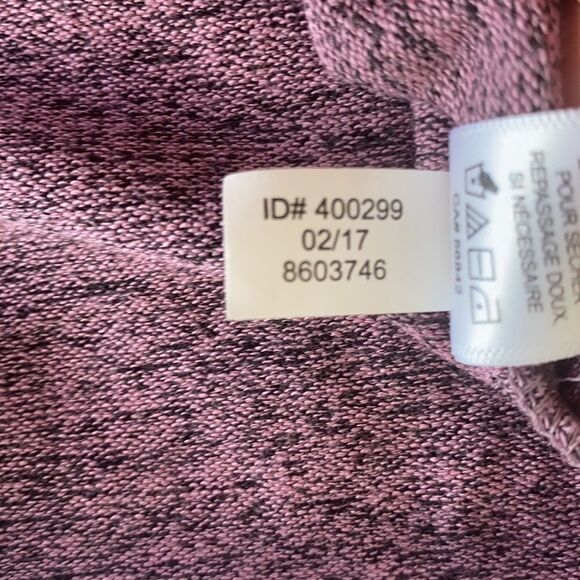 ID# 400299
02/17
8603746
POUR SÉCHER
REPASSAGE DOUX,
SI NÉCESSAIRE